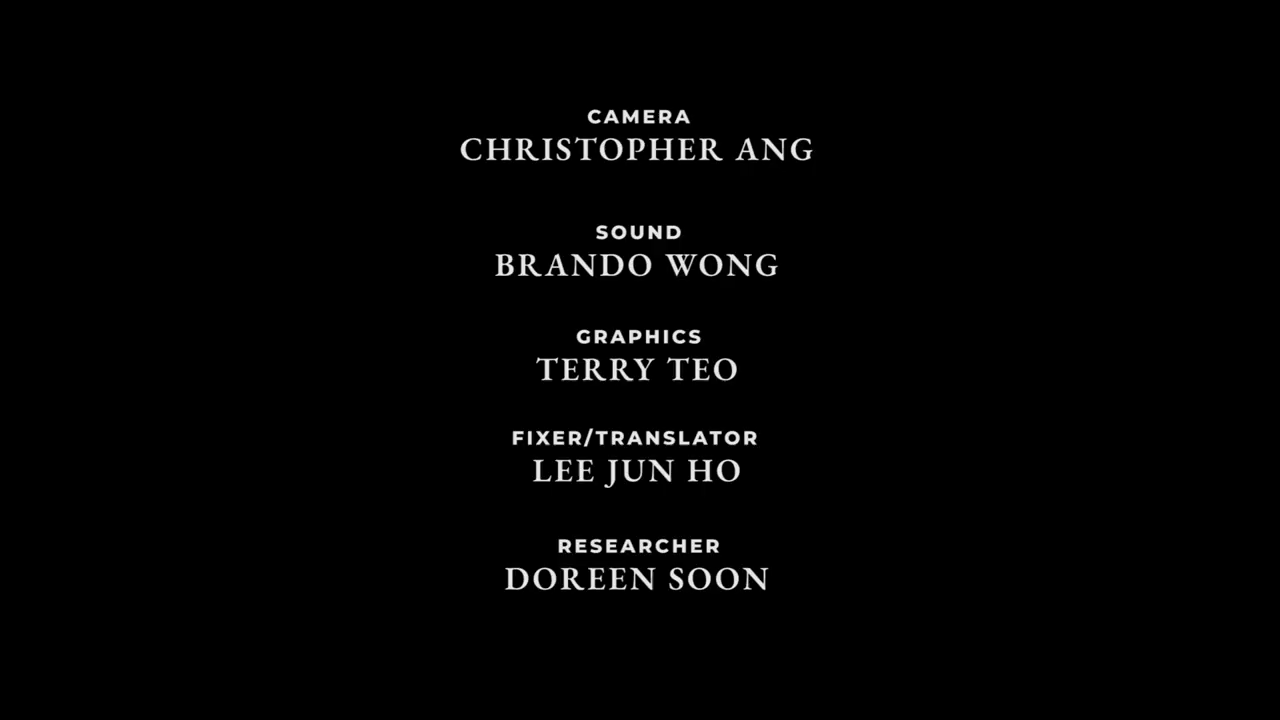 CAMERA
CHRISTOPHER ANG
SOUND
BRANDO WONG
GRAPHICS
TERRY TEO
FIXER/TRANSLATOR
LEE JUN HO
RESEARCHER
DOREEN SOON